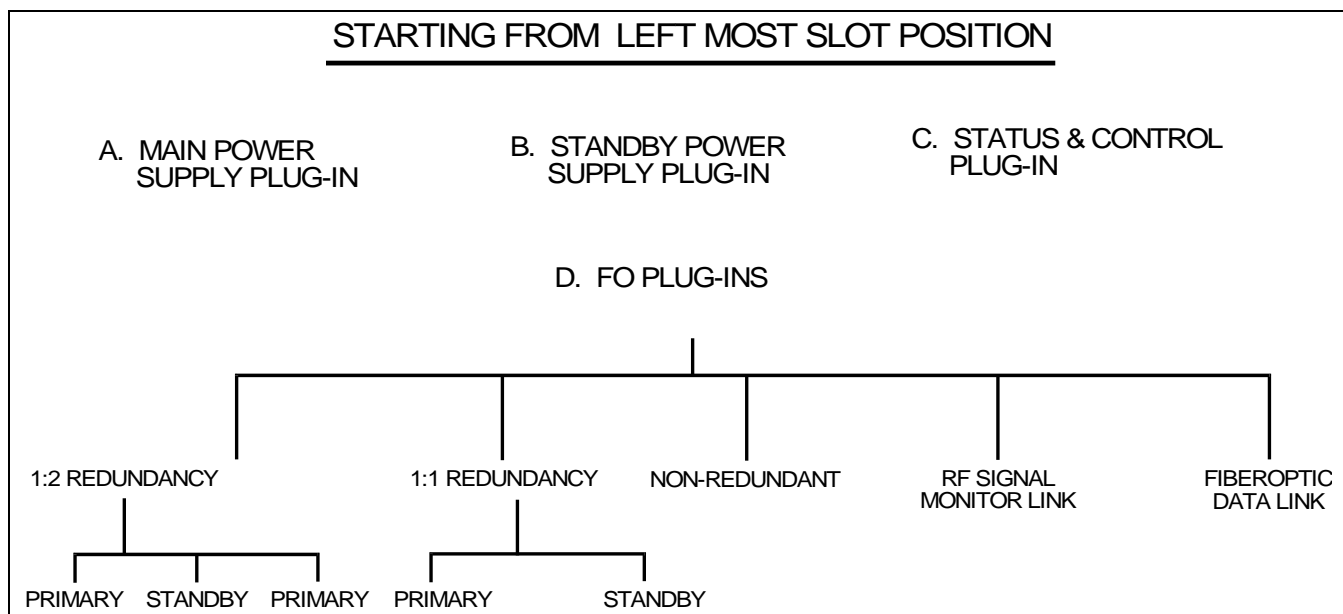 STARTING FROM LEFT MOST SLOT POSITION
A. MAIN POWER
SUPPLY PLUG-IN
B. STANDBY POWER
SUPPLY PLUG-IN
C. STATUS & CONTROL
PLUG-IN
D. FO PLUG-INS
1:2 REDUNDANCY
1:1 REDUNDANCY
NON-REDUNDANT
RF SIGNAL
MONITOR LINK
FIBEROPTIC
DATA LINK
PRIMARY
STANDBY
PRIMARY
PRIMARY
STANDBY